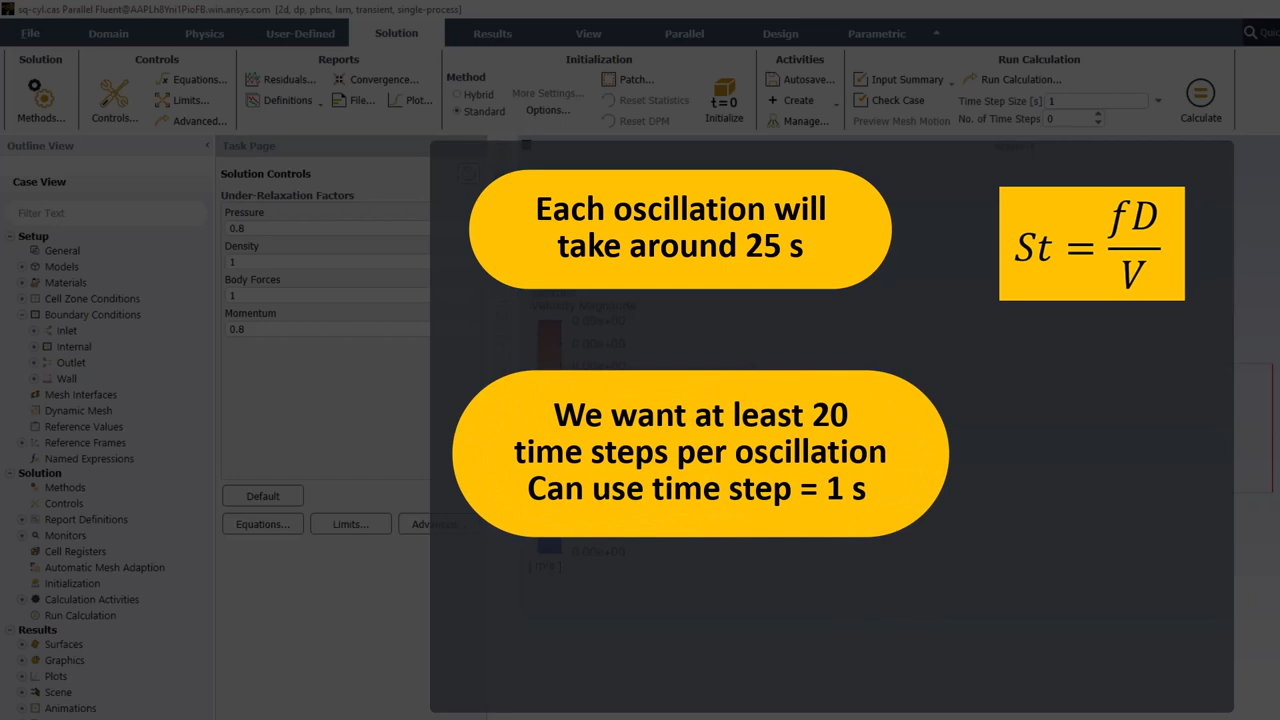 sq-cyl.cas Parallel Fluent@AAPLh8Yni1PioFB.win.ansys.com [2d, dp, pbns, lam, transient, single-process]
File Domain Physics User-Defined Solution Results View Parallel Design Parametric Quic
Solution Controls Reports Initialization Activities Run Calculation
Methods...
Controls...
Equations...
Limits...
Advanced...
Residuals...
Definitions
Convergence...
File...
Plot...
Method
Hybrid
Standard
More Settings...
Options...
Patch...
Reset Statistics
Reset DPM
t=0
Initialize
Autosave...
Create
Manage...
Input Summary...
Check Case
Preview Mesh Motion
Run Calculation...
Time Step Size [s] 1
No. of Time Steps 0
Calculate
Outline View
Case View
Filter Text
Setup
General
Models
Materials
Cell Zone Conditions
Boundary Conditions
Inlet
Internal
Outlet
Wall
Mesh Interfaces
Dynamic Mesh
Reference Values
Reference Frames
Named Expressions
Solution
Methods
Controls
Report Definitions
Monitors
Cell Registers
Automatic Mesh Adaption
Initialization
Calculation Activities
Run Calculation
Results
Surfaces
Graphics
Plots
Scene
Animations
Task Page
Solution Controls
Under-Relaxation Factors
Pressure
0.8
Density
1
Body Forces
1
Momentum
0.8
Default
Equations... Limits...
Each oscillation will
take around 25 s
St = fD/V
Velocity Magnitude
0.00e+00
[m/s]
We want at least 20
time steps per oscillation
Can use time step = 1 s